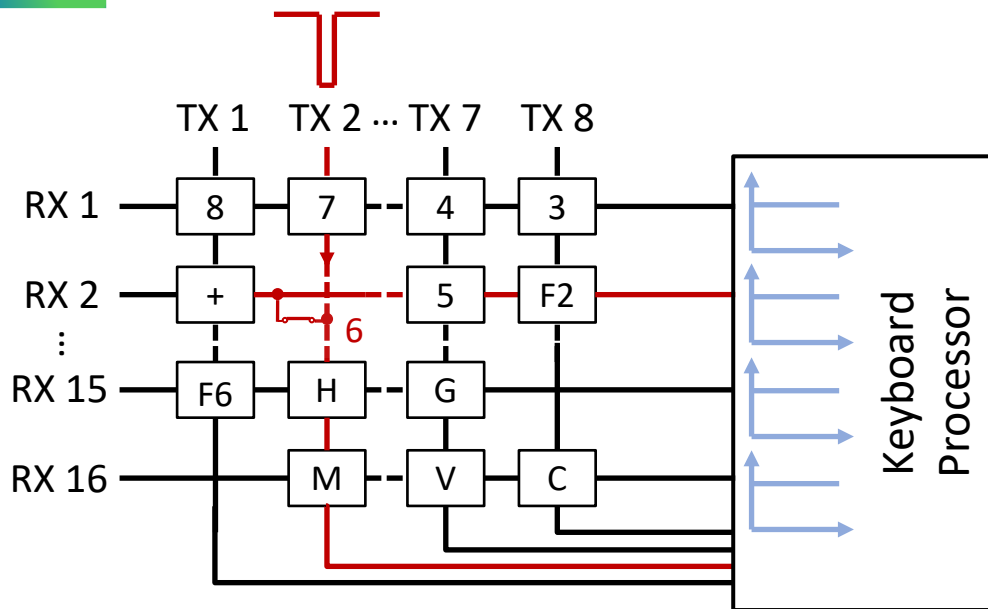 TX 1 TX 2 ... TX 7 TX 8
RX 1 8 7 4 3
RX 2 + 5 F2
6
...
RX 15 F6 H G
RX 16 M V C
Keyboard
Processor